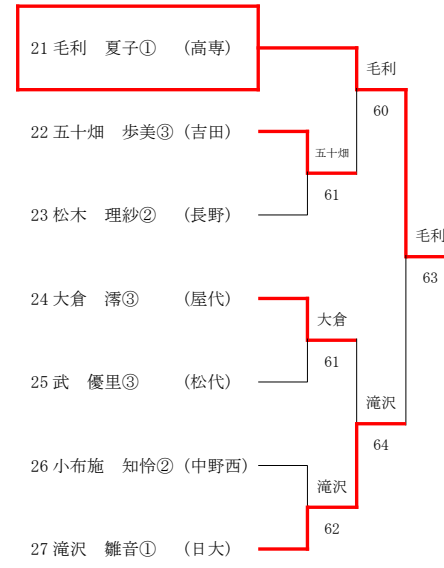 21 毛利　夏子①　(高専)
毛利
60
22 五十畑　歩美③ (吉田)
五十畑
61
23 松木　理紗② (長野)
毛利
63
24 大倉　澪③　(屋代)
大倉
61
25 武　優里③　(松代)
滝沢
64
26 小布施　知怜② (中野西)
滝沢
62
27 滝沢　雛音①　(日大)